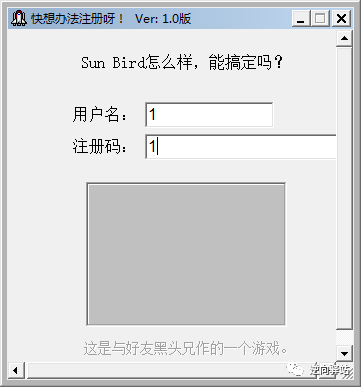 快想办法注册呀！ Ver: 1.0版
Sun Bird怎么样，能搞定吗？
用户名： 1
注册码： 1
这是与好友黑头兄作的一个游戏。
逆向驿站